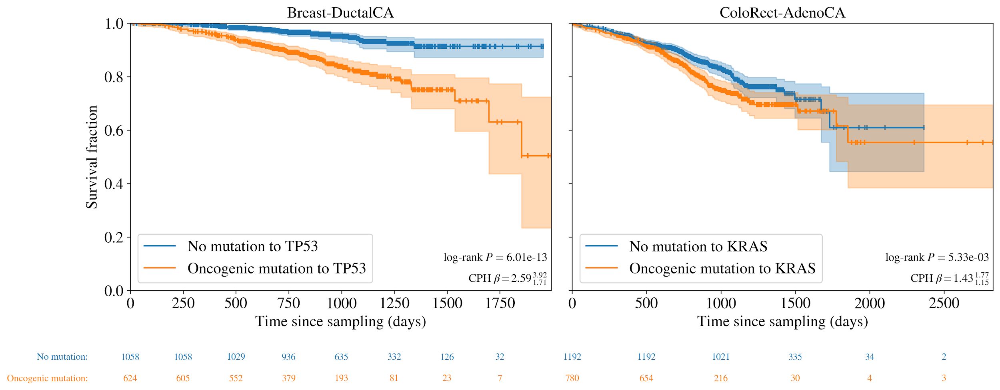 Breast-DuctalCA
ColoRect-AdenoCA
Survival fraction
1.0
0.8
0.6
0.4
0.2
0.0
No mutation to TP53
Oncogenic mutation to TP53
log-rank P = 6.01e-13
CPH β = 2.59 3.92 1.71
0 250 500 750 1000 1250 1500 1750
Time since sampling (days)
No mutation to KRAS
Oncogenic mutation to KRAS
log-rank P = 5.33e-03
CPH β = 1.43 1.77 1.15
0 500 1000 1500 2000 2500
Time since sampling (days)
No mutation: 1058 1058 1029 936 635 332 126 32 1192 1192 1021 335 34 2
Oncogenic mutation: 624 605 552 379 193 81 23 7 780 654 216 30 4 3